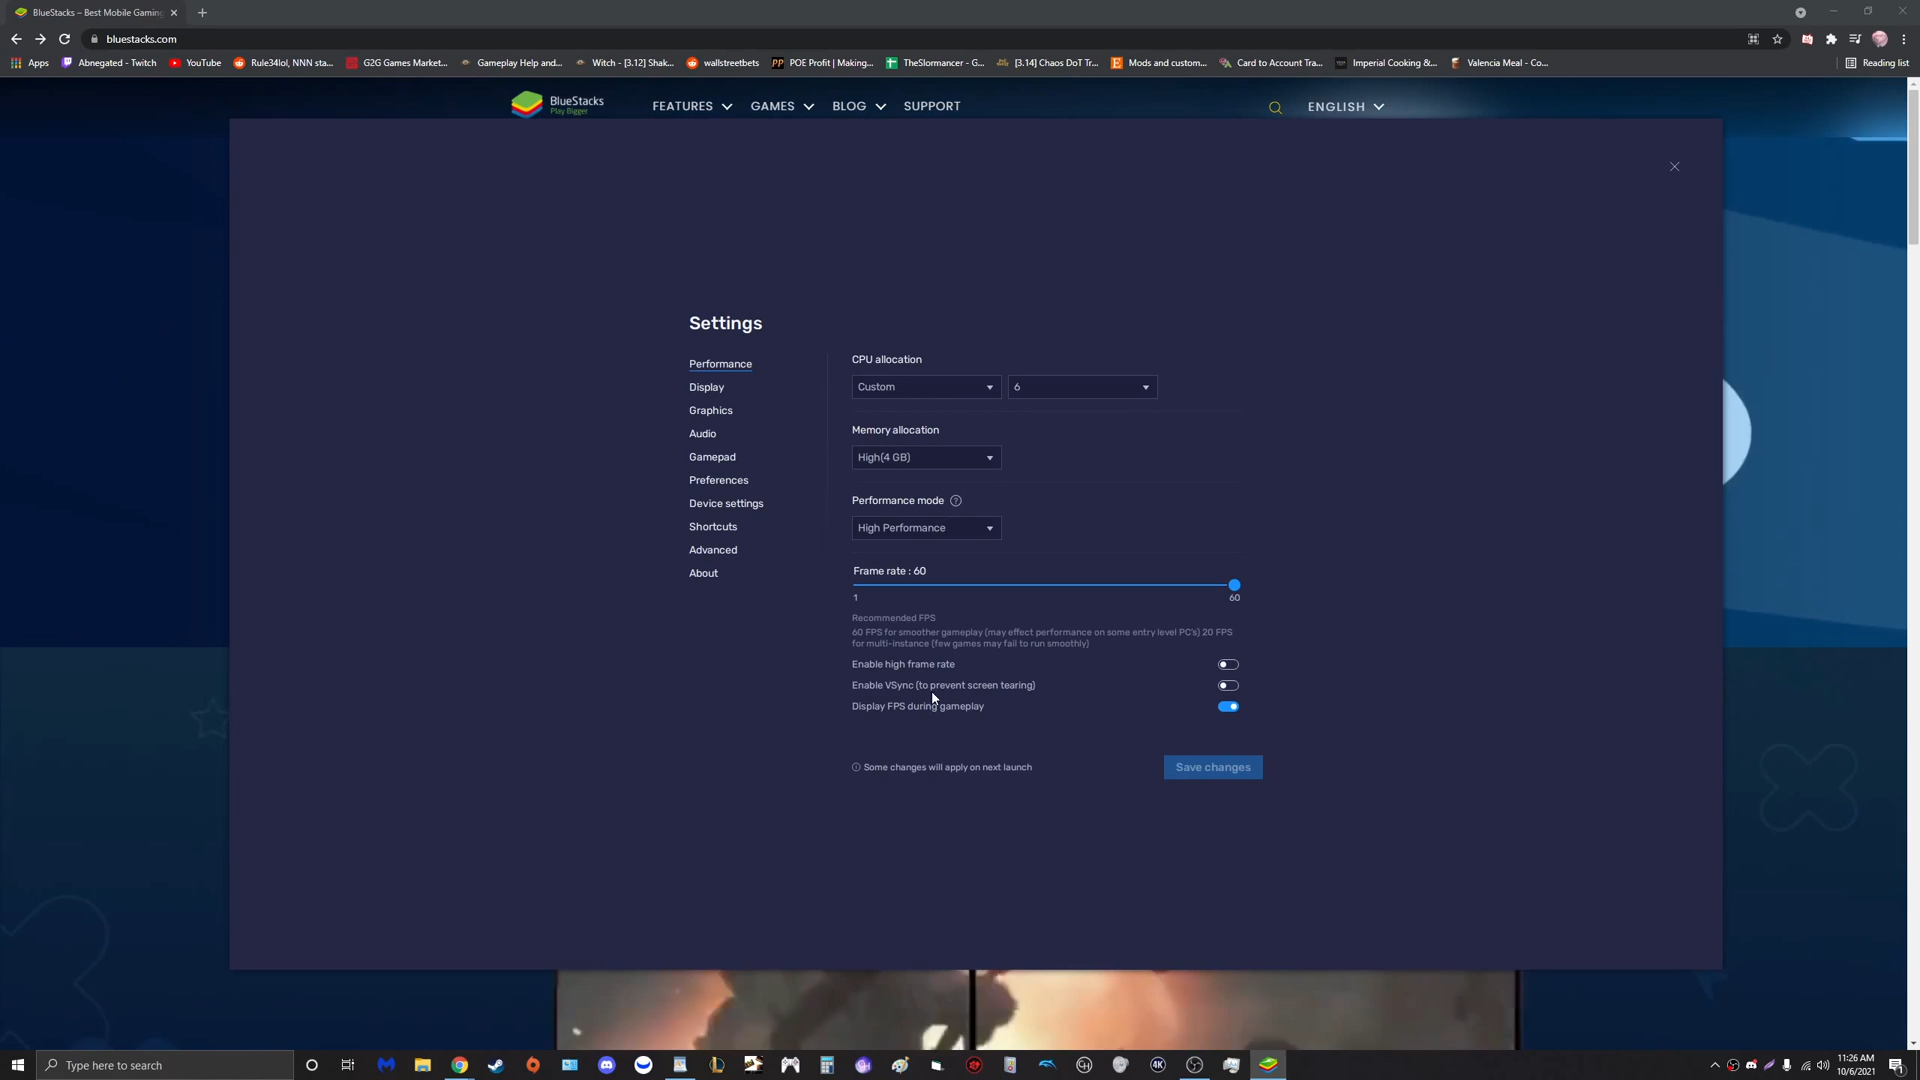 BlueStacks – Best Mobile Gaming
bluestacks.com
Apps
Abnegated - Twitch
YouTube
Rule34lol, NNN sta...
G2G Games Market...
Gameplay Help and...
Witch - [3.12] Shak...
wallstreetbets
PP POE Profit | Making...
TheSlormancer - G...
[3.14] Chaos DoT Tr...
Mods and custom...
Card to Account Tra...
Imperial Cooking &...
Valencia Meal - Co...
Reading list
BlueStacks
Play Bigger
FEATURES
GAMES
BLOG
SUPPORT
ENGLISH
Settings
Performance
Display
Graphics
Audio
Gamepad
Preferences
Device settings
Shortcuts
Advanced
About
CPU allocation
Custom
6
Memory allocation
High(4 GB)
Performance mode
High Performance
Frame rate : 60
1
60
Recommended FPS
60 FPS for smoother gameplay (may effect performance on some entry level PC's) 20 FPS
for multi-instance (few games may fail to run smoothly)
Enable high frame rate
Enable VSync (to prevent screen tearing)
Display FPS during gameplay
Some changes will apply on next launch
Save changes
Type here to search
11:26 AM
10/6/2021